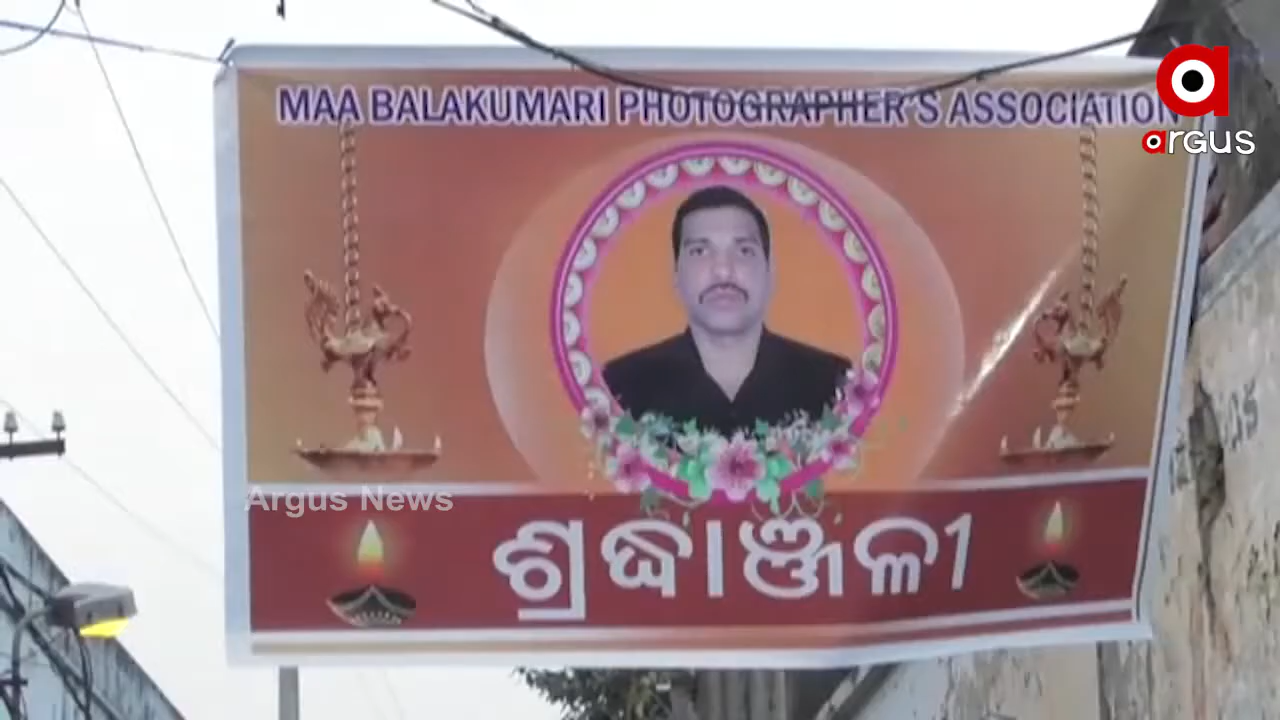 MAA BALAKUMARI PHOTOGRAPHER'S ASSOCIATION
argus
Argus News
ଶ୍ରଦ୍ଧାଞ୍ଜଳୀ